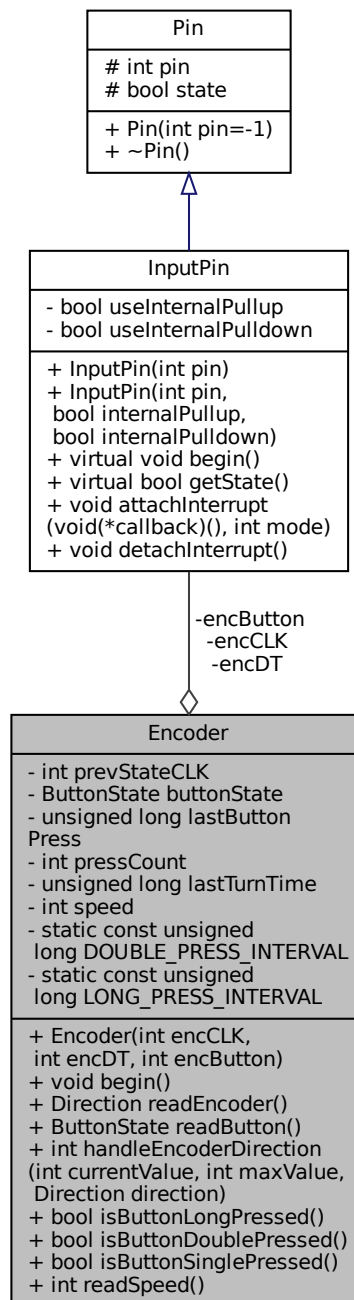 Pin
# int pin
# bool state
+ Pin(int pin=-1)
+ ~Pin()
InputPin
- bool useInternalPullup
- bool useInternalPulldown
+ InputPin(int pin)
+ InputPin(int pin,
bool internalPullup,
bool internalPulldown)
+ virtual void begin()
+ virtual bool getState()
+ void attachInterrupt
(void(*callback)(), int mode)
+ void detachInterrupt()
-encButton
-encCLK
-encDT
Encoder
- int prevStateCLK
- ButtonState buttonState
- unsigned long lastButton
Press
- int pressCount
- unsigned long lastTurnTime
- int speed
- static const unsigned
long DOUBLE_PRESS_INTERVAL
- static const unsigned
long LONG_PRESS_INTERVAL
+ Encoder(int encCLK,
int encDT, int encButton)
+ void begin()
+ Direction readEncoder()
+ ButtonState readButton()
+ int handleEncoderDirection
(int currentValue, int maxValue,
Direction direction)
+ bool isButtonLongPressed()
+ bool isButtonDoublePressed()
+ bool isButtonSinglePressed()
+ int readSpeed()